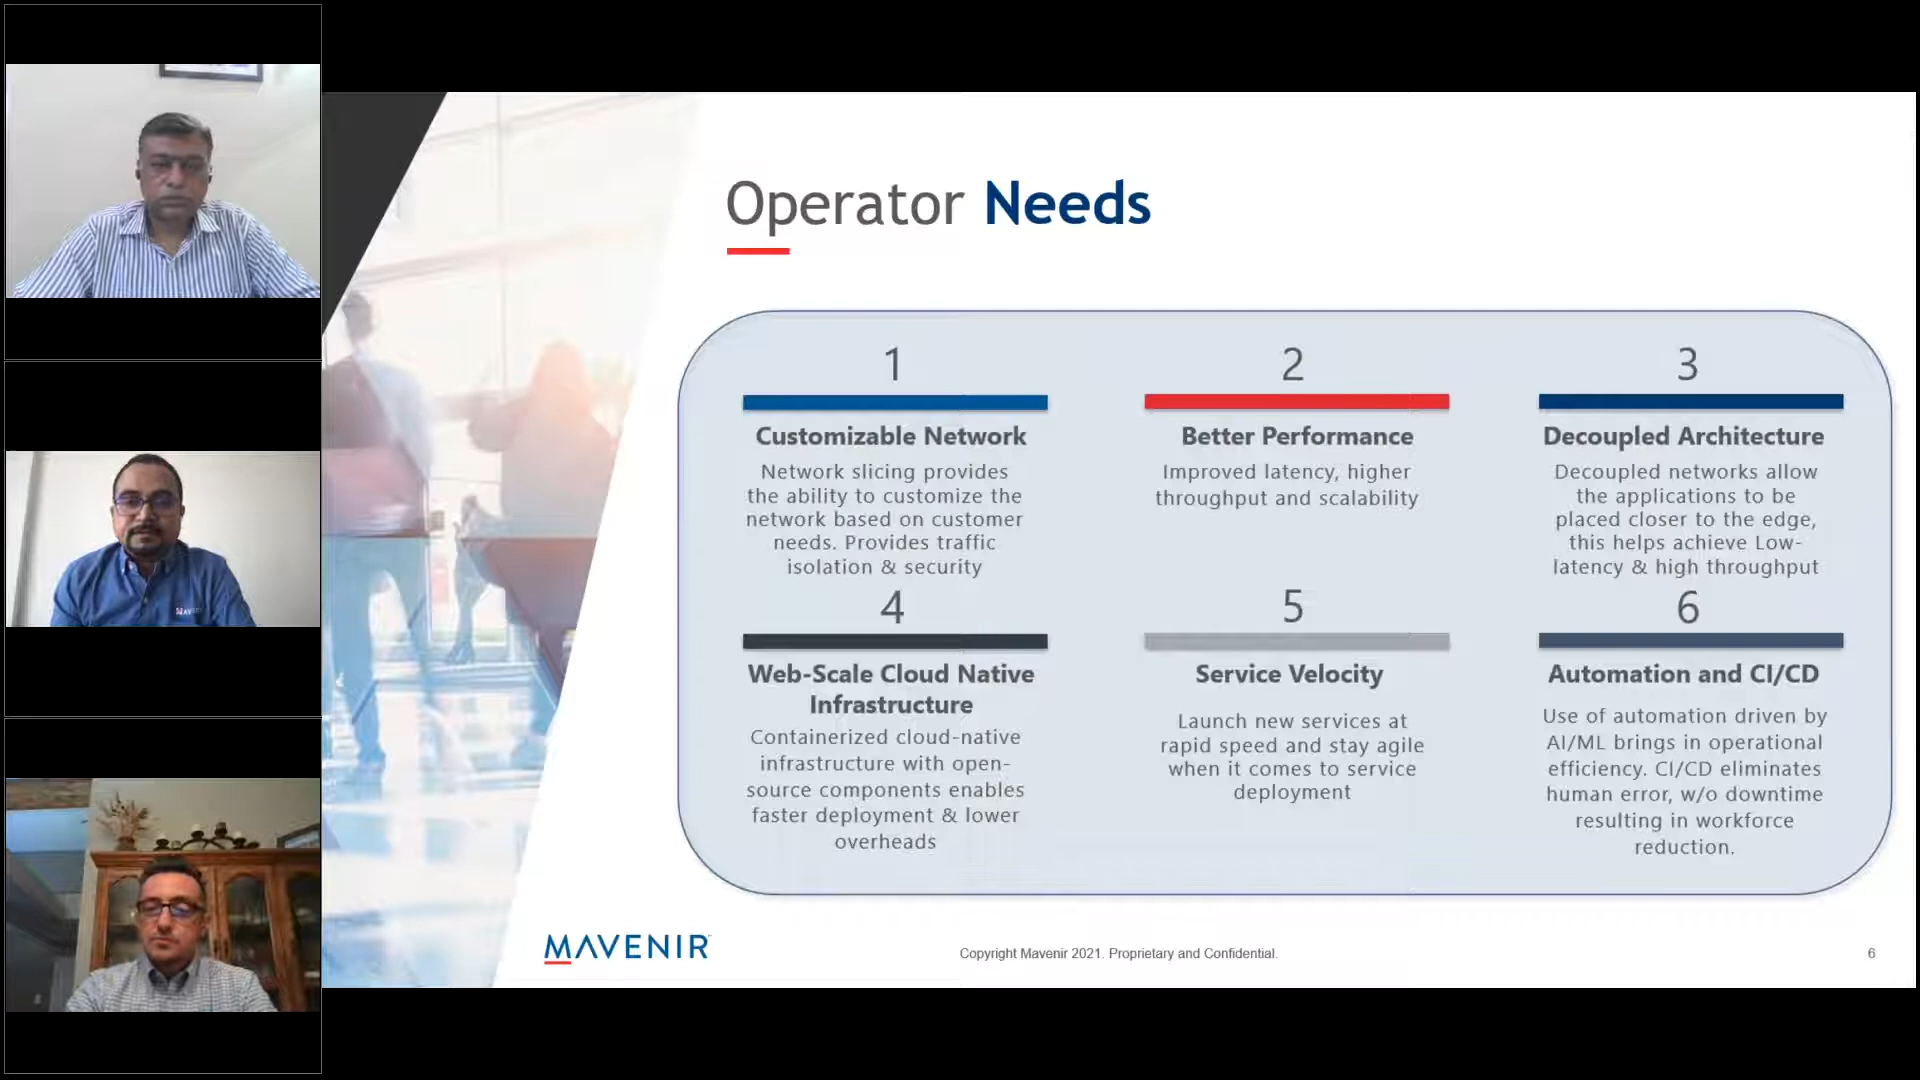 Operator Needs
1
Customizable Network
Network slicing provides
the ability to customize the
network based on customer
needs. Provides traffic
isolation & security
2
Better Performance
Improved latency, higher
throughput and scalability
3
Decoupled Architecture
Decoupled networks allow
the applications to be
placed closer to the edge,
this helps achieve Low-
latency & high throughput
4
Web-Scale Cloud Native
Infrastructure
Containerized cloud-native
infrastructure with open-
source components enables
faster deployment & lower
overheads
5
Service Velocity
Launch new services at
rapid speed and stay agile
when it comes to service
deployment
6
Automation and CI/CD
Use of automation driven by
AI/ML brings in operational
efficiency. CI/CD eliminates
human error, w/o downtime
resulting in workforce
reduction.
MAVENIR
Copyright Mavenir 2021. Proprietary and Confidential.
6